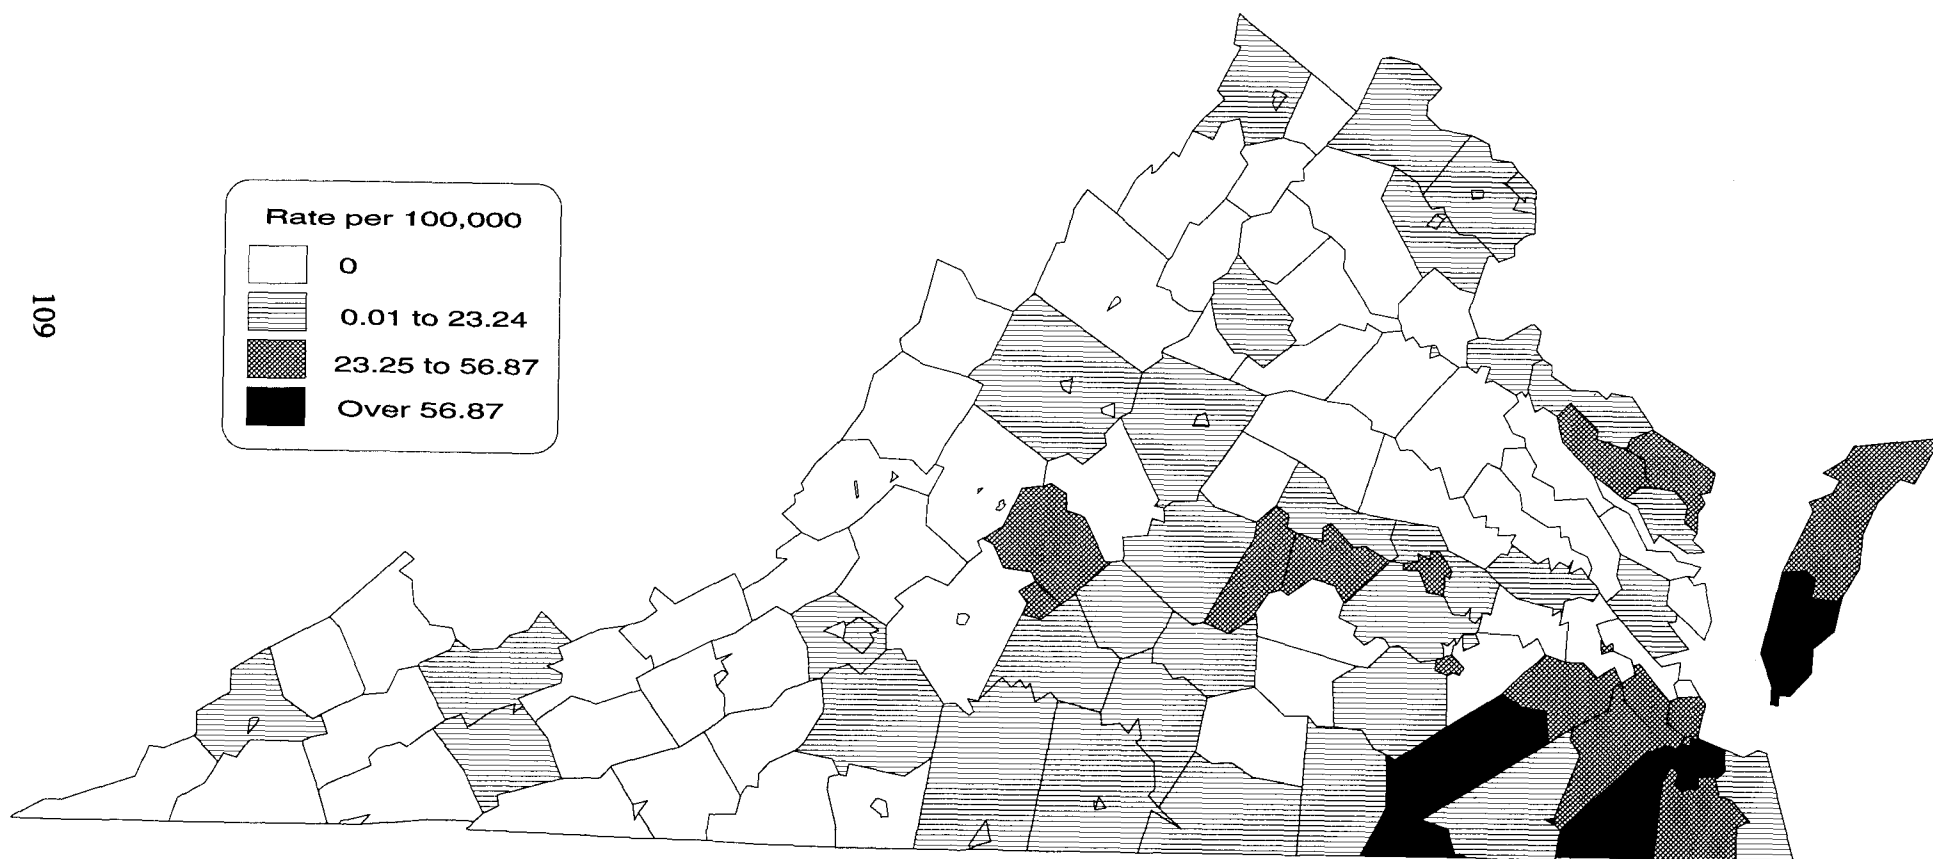 109
Rate per 100,000
0
0.01 to 23.24
23.25 to 56.87
Over 56.87